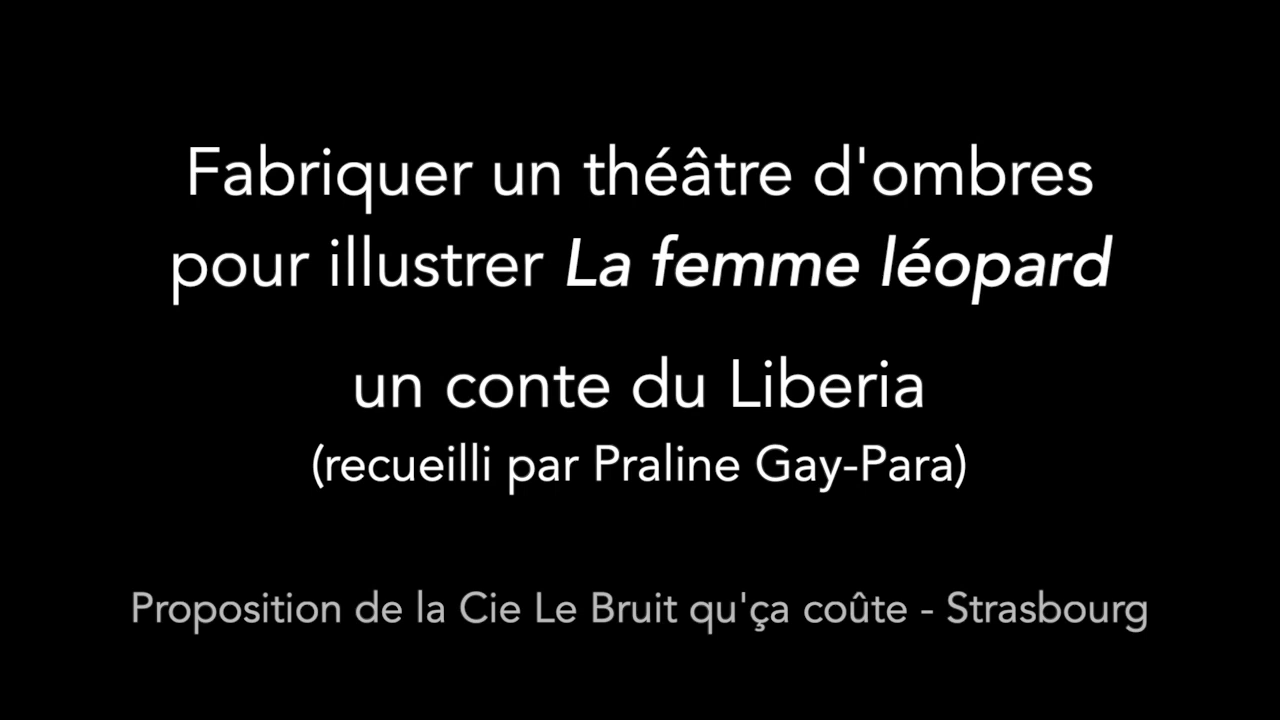 Fabriquer un théâtre d'ombres
pour illustrer La femme léopard
un conte du Liberia
(recueilli par Praline Gay-Para)
Proposition de la Cie Le Bruit qu'ça coûte - Strasbourg